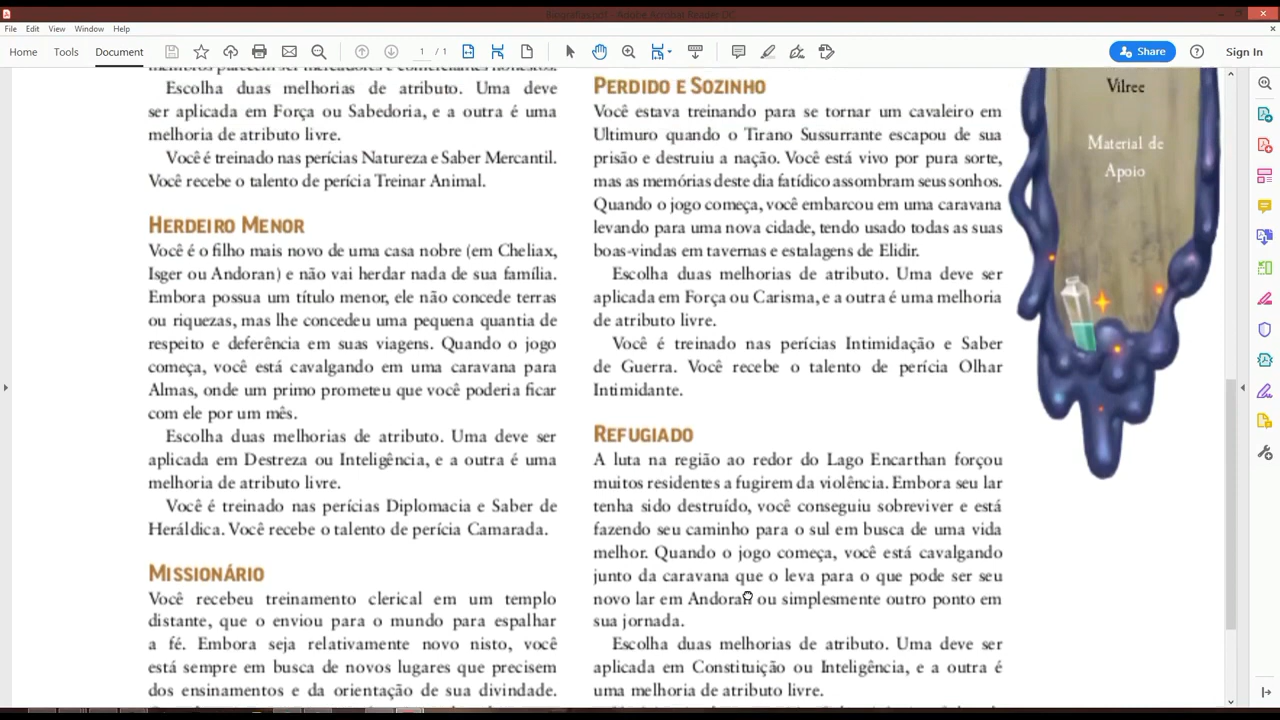 File Edit View Window Help
Home Tools Document 1 / 1 Share Sign In
Escolha duas melhorias de atributo. Uma deve
ser aplicada em Força ou Sabedoria, e a outra é uma
melhoria de atributo livre.
Você é treinado nas perícias Natureza e Saber Mercantil.
Você recebe o talento de perícia Treinar Animal.
Herdeiro Menor
Você é o filho mais novo de uma casa nobre (em Cheliax,
Isger ou Andoran) e não vai herdar nada de sua família.
Embora possua um título menor, ele não concede terras
ou riquezas, mas lhe concedeu uma pequena quantia de
respeito e deferência em suas viagens. Quando o jogo
começa, você está cavalgando em uma caravana para
Almas, onde um primo prometeu que você poderia ficar
com ele por um mês.
Escolha duas melhorias de atributo. Uma deve ser
aplicada em Destreza ou Inteligência, e a outra é uma
melhoria de atributo livre.
Você é treinado nas perícias Diplomacia e Saber de
Heráldica. Você recebe o talento de perícia Camarada.
Missionário
Você recebeu treinamento clerical em um templo
distante, que o enviou para o mundo para espalhar
a fé. Embora seja relativamente novo nisto, você
está sempre em busca de novos lugares que precisem
dos ensinamentos e da orientação de sua divindade.
Perdido e Sozinho
Você estava treinando para se tornar um cavaleiro em
Ultimuro quando o Tirano Sussurrante escapou de sua
prisão e destruiu a nação. Você está vivo por pura sorte,
mas as memórias deste dia fatídico assombram seus sonhos.
Quando o jogo começa, você embarcou em uma caravana
levando para uma nova cidade, tendo usado todas as suas
boas-vindas em tavernas e estalagens de Elidir.
Escolha duas melhorias de atributo. Uma deve ser
aplicada em Força ou Carisma, e a outra é uma melhoria
de atributo livre.
Você é treinado nas perícias Intimidação e Saber
de Guerra. Você recebe o talento de perícia Olhar
Intimidante.
Refugiado
A luta na região ao redor do Lago Encarthan forçou
muitos residentes a fugirem da violência. Embora seu lar
tenha sido destruído, você conseguiu sobreviver e está
fazendo seu caminho para o sul em busca de uma vida
melhor. Quando o jogo começa, você está cavalgando
junto da caravana que o leva para o que pode ser seu
novo lar em Andoran ou simplesmente outro ponto em
sua jornada.
Escolha duas melhorias de atributo. Uma deve ser
aplicada em Constituição ou Inteligência, e a outra é
uma melhoria de atributo livre.
Vilree
Material de
Apoio